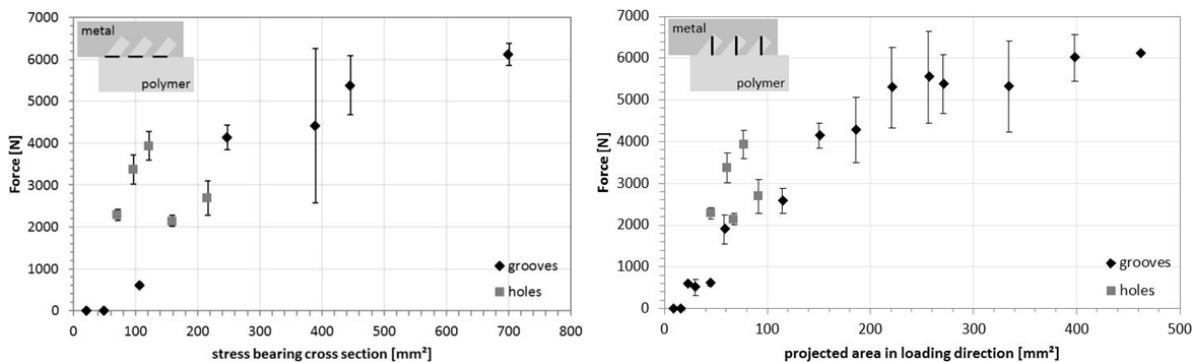 7000
6000
5000
4000
3000
2000
1000
0
Force [N]
metal
polymer
grooves
holes
0 100 200 300 400 500 600 700 800
stress bearing cross section [mm²]
7000
6000
5000
4000
3000
2000
1000
0
Force [N]
metal
polymer
grooves
holes
0 100 200 300 400 500
projected area in loading direction [mm²]